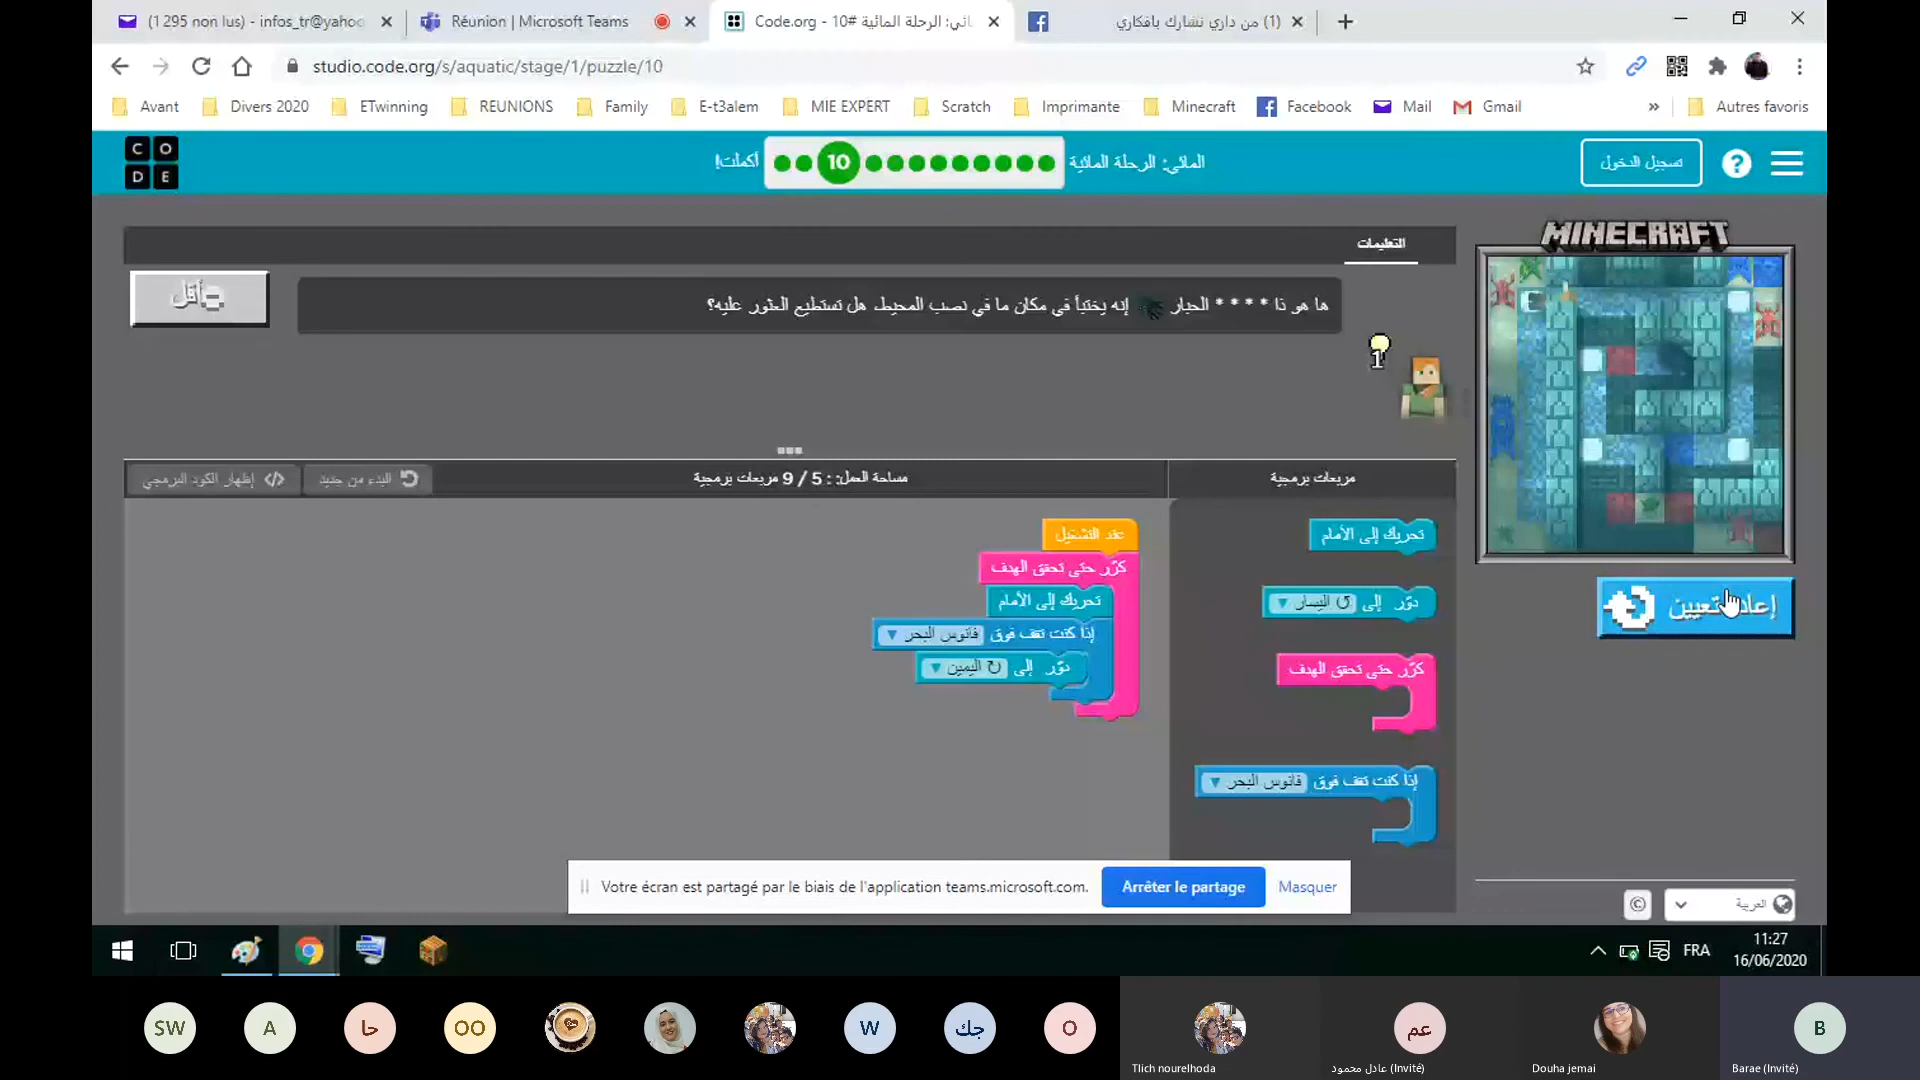 (1 295 non lus) - infos_tr@yahoo
Réunion | Microsoft Teams
Code.org - 10# ائي: الرحلة المائية
(1) من داري نشارك بافكاري
studio.code.org/s/aquatic/stage/1/puzzle/10
Avant
Divers 2020
ETwinning
REUNIONS
Family
E-t3alem
MIE EXPERT
Scratch
Imprimante
Minecraft
Facebook
Mail
Gmail
»
Autres favoris
CODE
المائي: الرحلة المائية
10
أكملت!
تسجيل الدخول
?
MINECRAFT
التعليمات
أقل
ها هو ذا * * * * الحبار إنه يختبأ في مكان ما في نصب المحيط. هل تستطيع العثور عليه؟
1
مربعات برمجية
مساحة العمل: : 5 / 9 مربعات برمجية
البدء من جديد
إظهار الكود البرمجي
عند التشغيل
كرّر حتى تحقق الهدف
تحريك إلى الأمام
إذا كنت تقف فوق فانوس البحر
دوّر إلى اليمين
تحريك إلى الأمام
دوّر إلى اليسار
كرّر حتى تحقق الهدف
إذا كنت تقف فوق فانوس البحر
العربية
©
Votre écran est partagé par le biais de l'application teams.microsoft.com.
Arrêter le partage
Masquer
FRA
11:27
16/06/2020
SW
A
حا
OO
W
جك
O
عم
B
Tlich nourelhoda
عادل محمود (Invité)
Douha jemai
Barae (Invité)